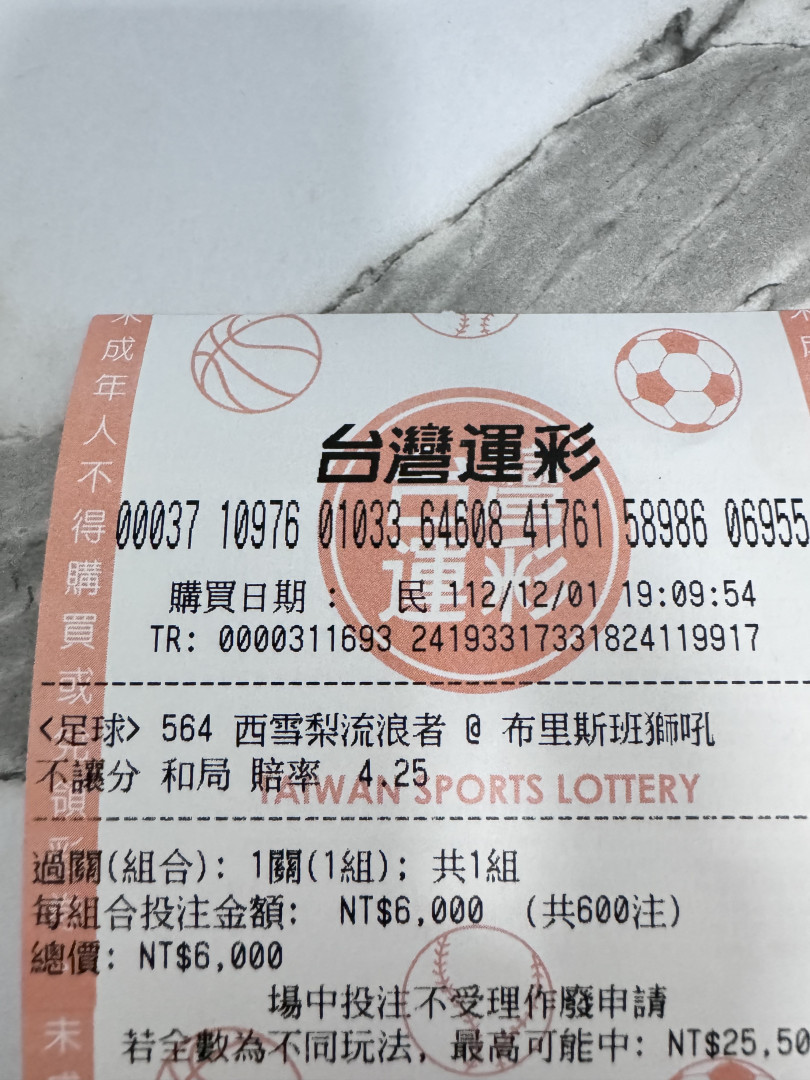 台灣運彩
00037 10976 01033 64608 41761 58986 06955
購買日期： 民 112/12/01 19:09:54
TR: 0000311693 24193317331824119917
<足球> 564 西雪梨流浪者 @ 布里斯班獅吼
不讓分 和局 賠率 4.25
TAIWAN SPORTS LOTTERY
過關(組合): 1關(1組); 共1組
每組合投注金額: NT$6,000 (共600注)
總價: NT$6,000
場中投注不受理作廢申請
若全數為不同玩法, 最高可能中: NT$25,50
未成年人不得購買或兌領彩
未